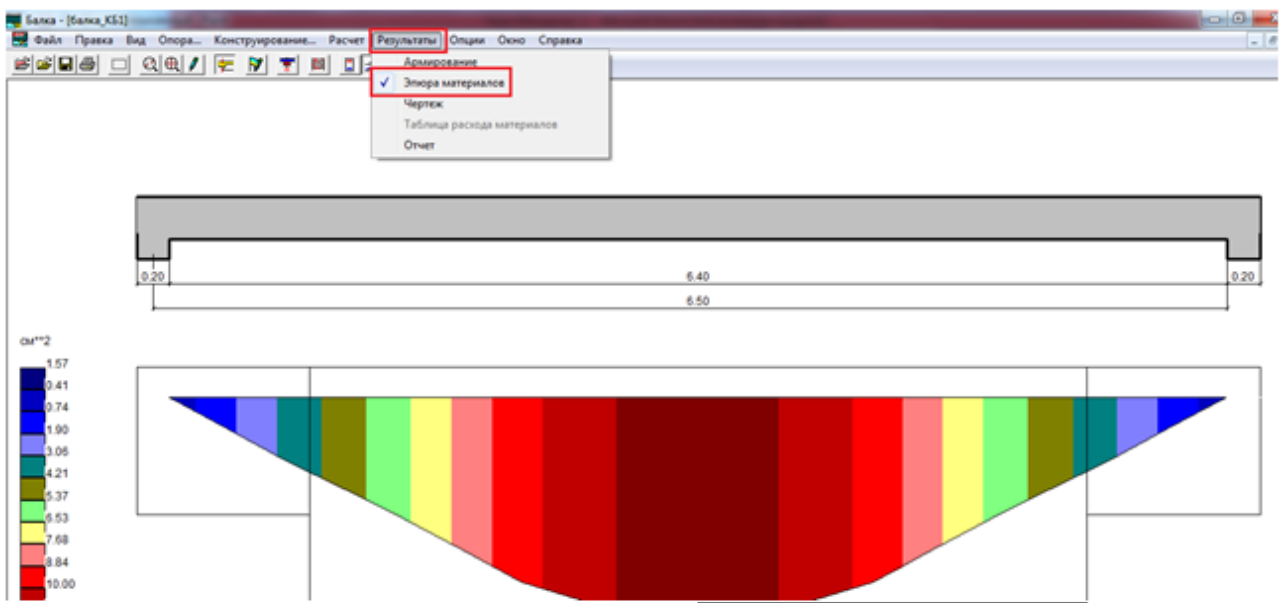 Балка - [балка_КБ1]
Файл Правка Вид Опора... Конструирование... Расчет Результаты Опции Окно Справка
Армирование
Эпюра материалов
Чертеж
Таблица расхода материалов
Отчет
0.20 6.40 0.20
6.50
см**2
1.57
0.41
0.74
1.90
3.06
4.21
5.37
6.53
7.68
8.84
10.00